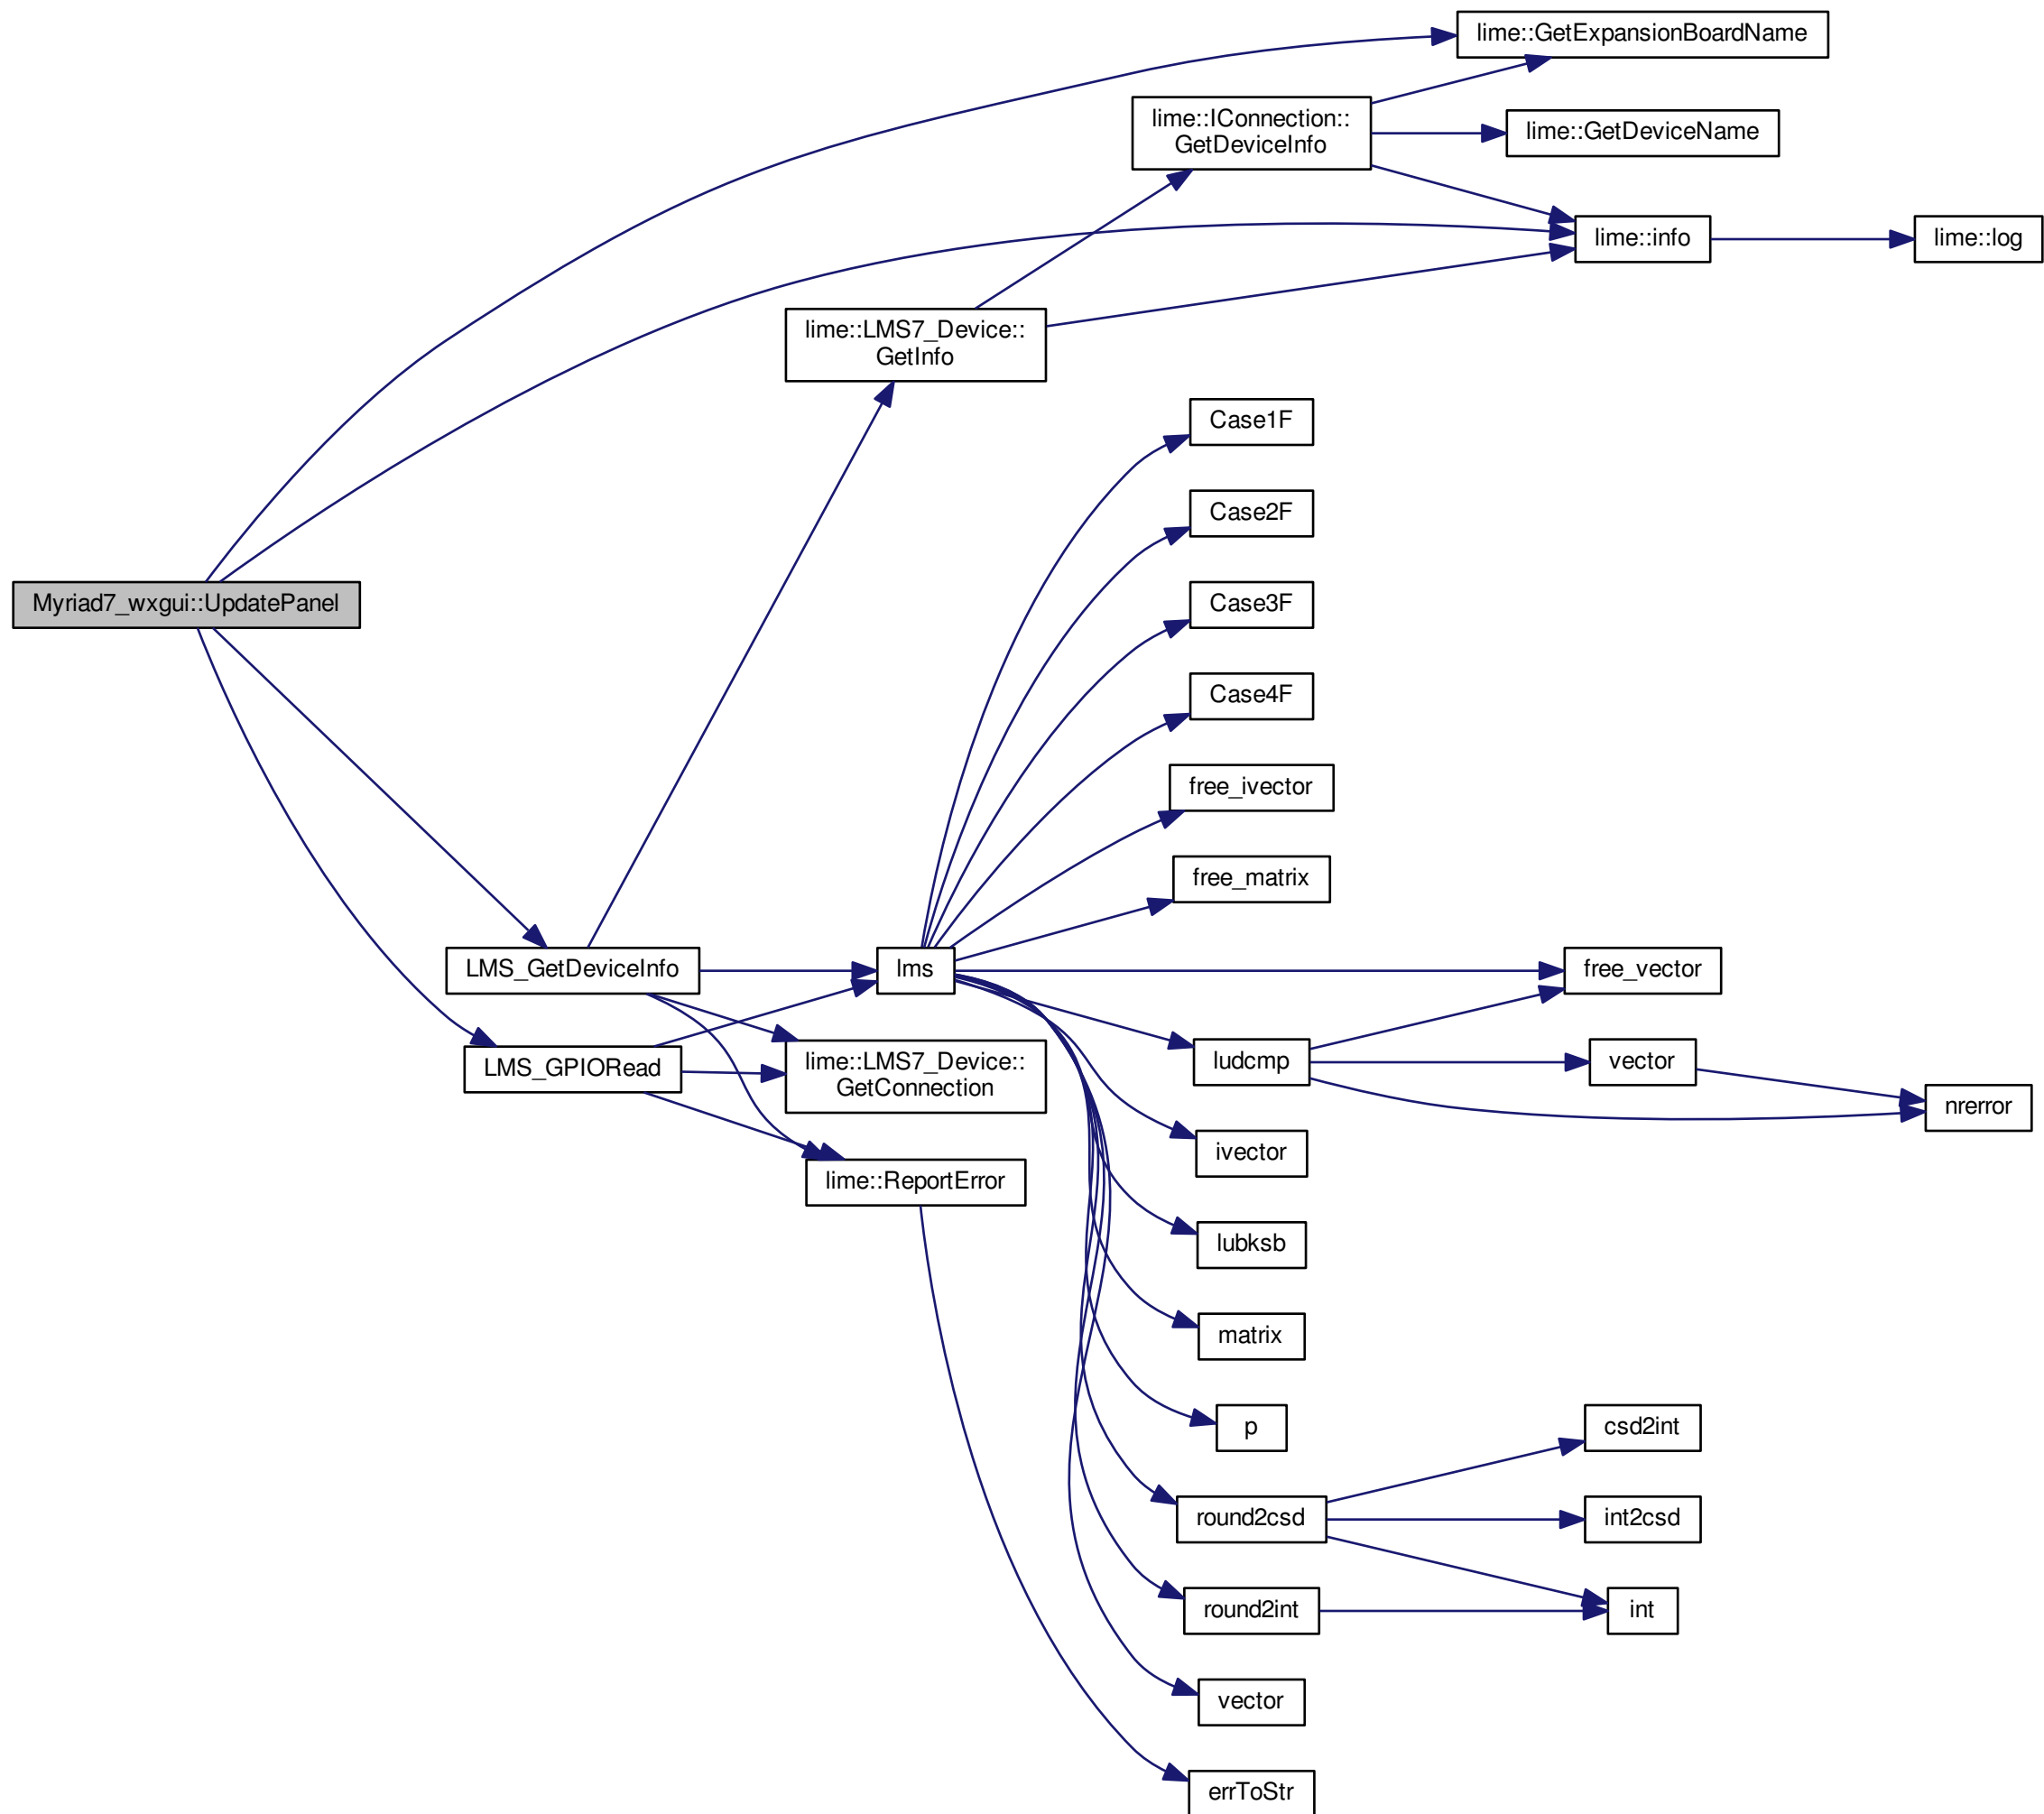 lime::GetExpansionBoardName
lime::IConnection::
GetDeviceInfo
lime::GetDeviceName
lime::info
lime::log
lime::LMS7_Device::
GetInfo
Case1F
Case2F
Myriad7_wxgui::UpdatePanel
Case3F
Case4F
free_ivector
free_matrix
LMS_GetDeviceInfo
lms
free_vector
LMS_GPIORead
lime::LMS7_Device::
GetConnection
ludcmp
vector
nrerror
ivector
lime::ReportError
lubksb
matrix
p
csd2int
round2csd
int2csd
round2int
int
vector
errToStr